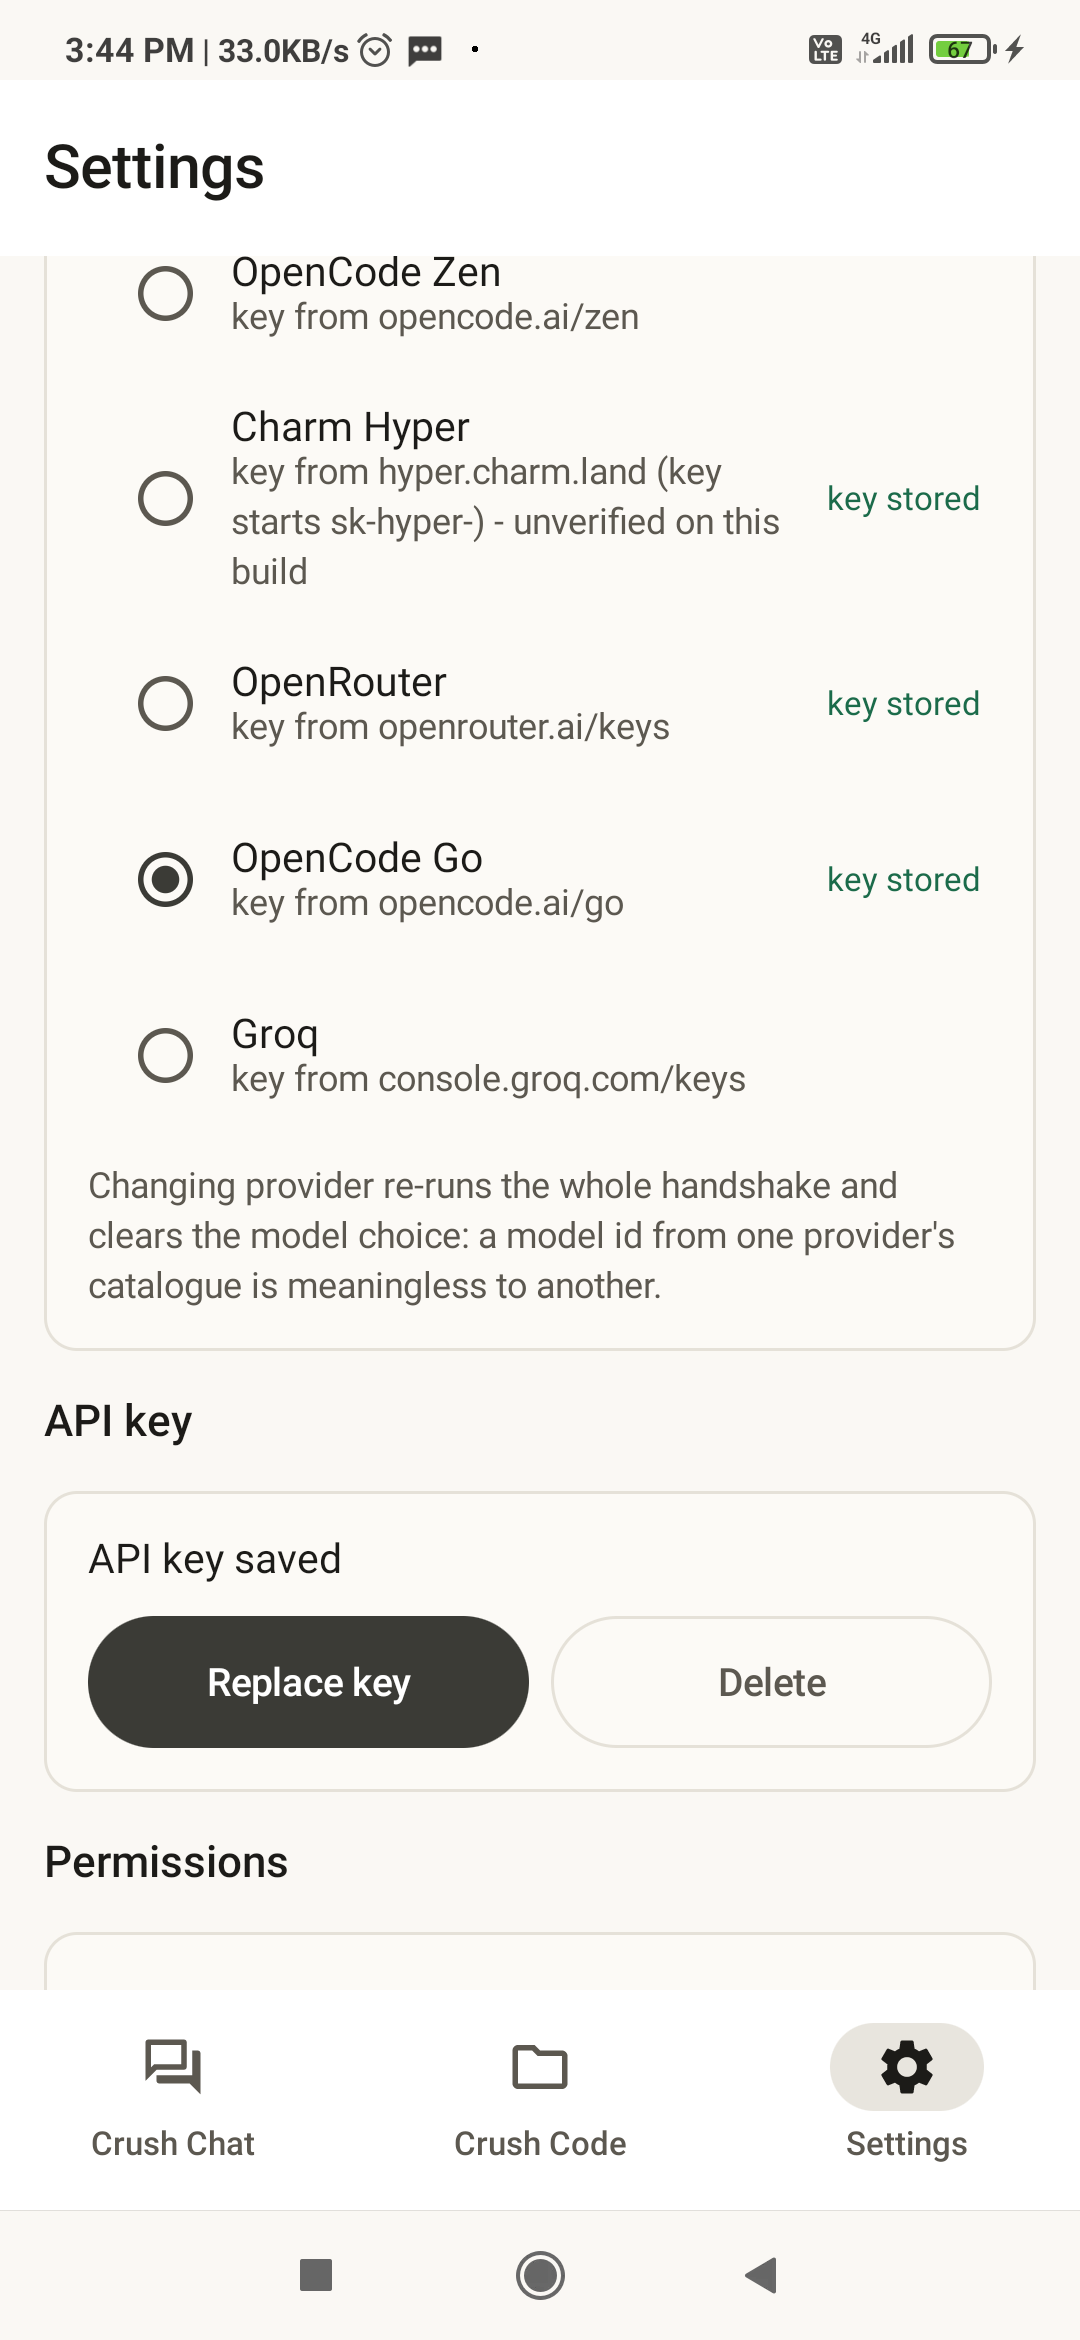 3:44 PM | 33.0KB/s
Vo LTE 4G 67
Settings
OpenCode Zen
key from opencode.ai/zen
Charm Hyper
key from hyper.charm.land (key
starts sk-hyper-) - unverified on this
build
key stored
OpenRouter
key from openrouter.ai/keys
key stored
OpenCode Go
key from opencode.ai/go
key stored
Groq
key from console.groq.com/keys
Changing provider re-runs the whole handshake and
clears the model choice: a model id from one provider's
catalogue is meaningless to another.
API key
API key saved
Replace key
Delete
Permissions
Crush Chat
Crush Code
Settings